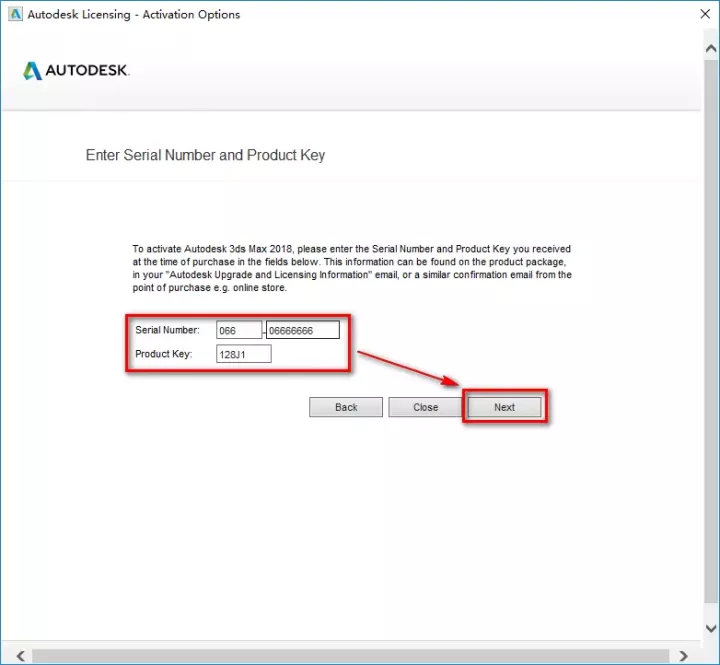 Autodesk Licensing - Activation Options
AUTODESK.
Enter Serial Number and Product Key
To activate Autodesk 3ds Max 2018, please enter the Serial Number and Product Key you received
at the time of purchase in the fields below. This information can be found on the product package,
in your "Autodesk Upgrade and Licensing Information" email, or a similar confirmation email from the
point of purchase e.g. online store.
Serial Number: 066 - 06666666
Product Key: 128J1
Back Close Next